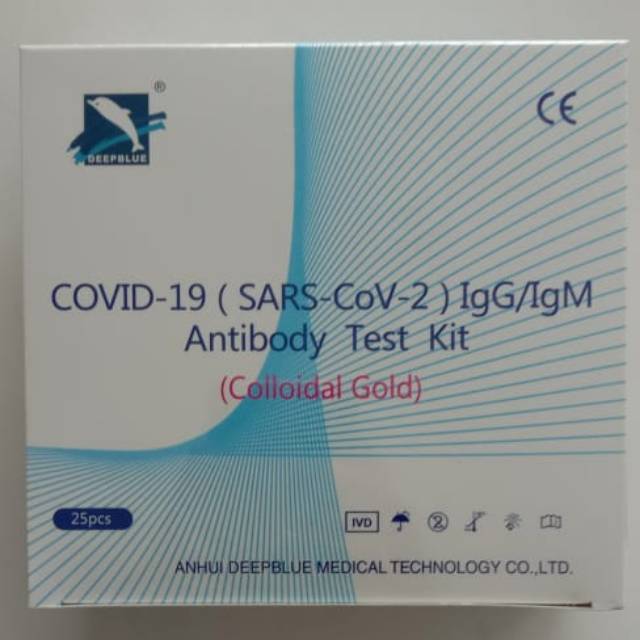 ®
DEEPBLUE
CE
COVID-19 ( SARS-CoV-2 ) IgG/IgM
Antibody Test Kit
(Colloidal Gold)
25pcs
IVD
2
ANHUI DEEPBLUE MEDICAL TECHNOLOGY CO.,LTD.